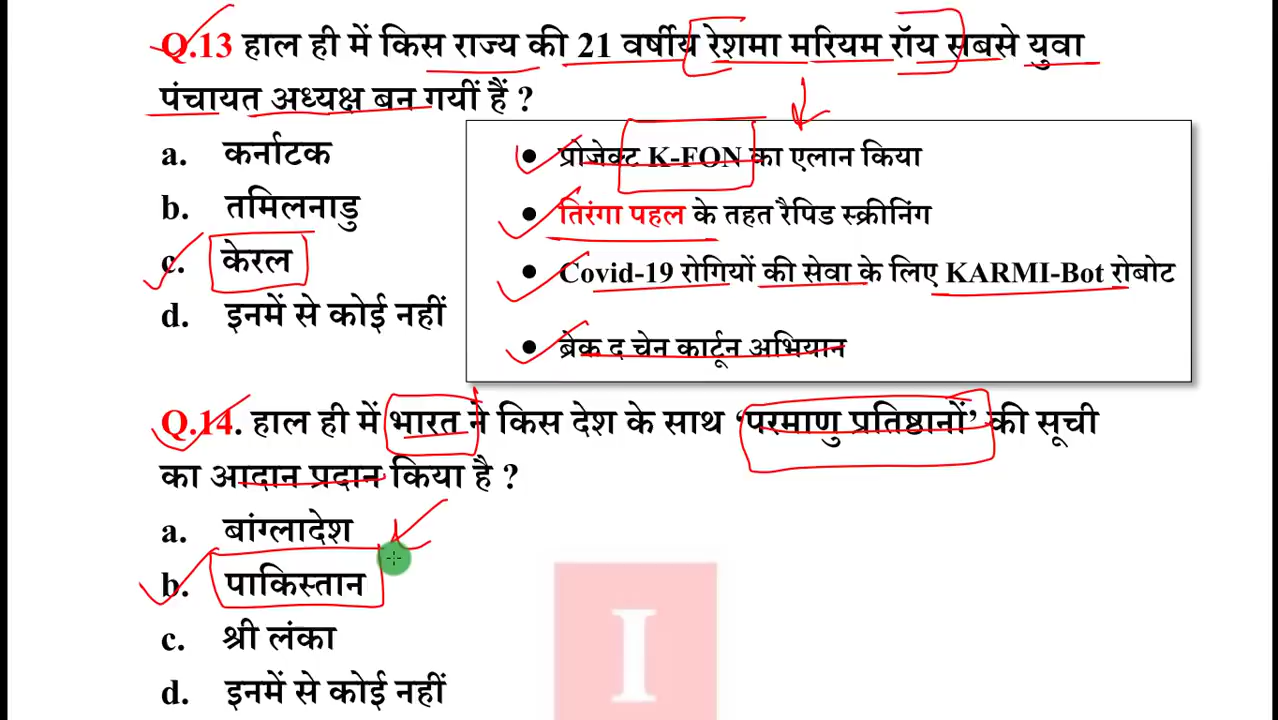 Q.13 हाल ही में किस राज्य की 21 वर्षीय रेशमा मरियम रॉय सबसे युवा
पंचायत अध्यक्ष बन गयीं हैं ?
a. कर्नाटक
b. तमिलनाडु
c. केरल
d. इनमें से कोई नहीं
• प्रोजेक्ट K-FON का एलान किया
• तिरंगा पहल के तहत रैपिड स्क्रीनिंग
• Covid-19 रोगियों की सेवा के लिए KARMI-Bot रोबोट
• ब्रेक द चेन कार्टून अभियान
Q.14. हाल ही में भारत ने किस देश के साथ ‘परमाणु प्रतिष्ठानों’ की सूची
का आदान प्रदान किया है ?
a. बांग्लादेश
b. पाकिस्तान
c. श्री लंका
d. इनमें से कोई नहीं
I